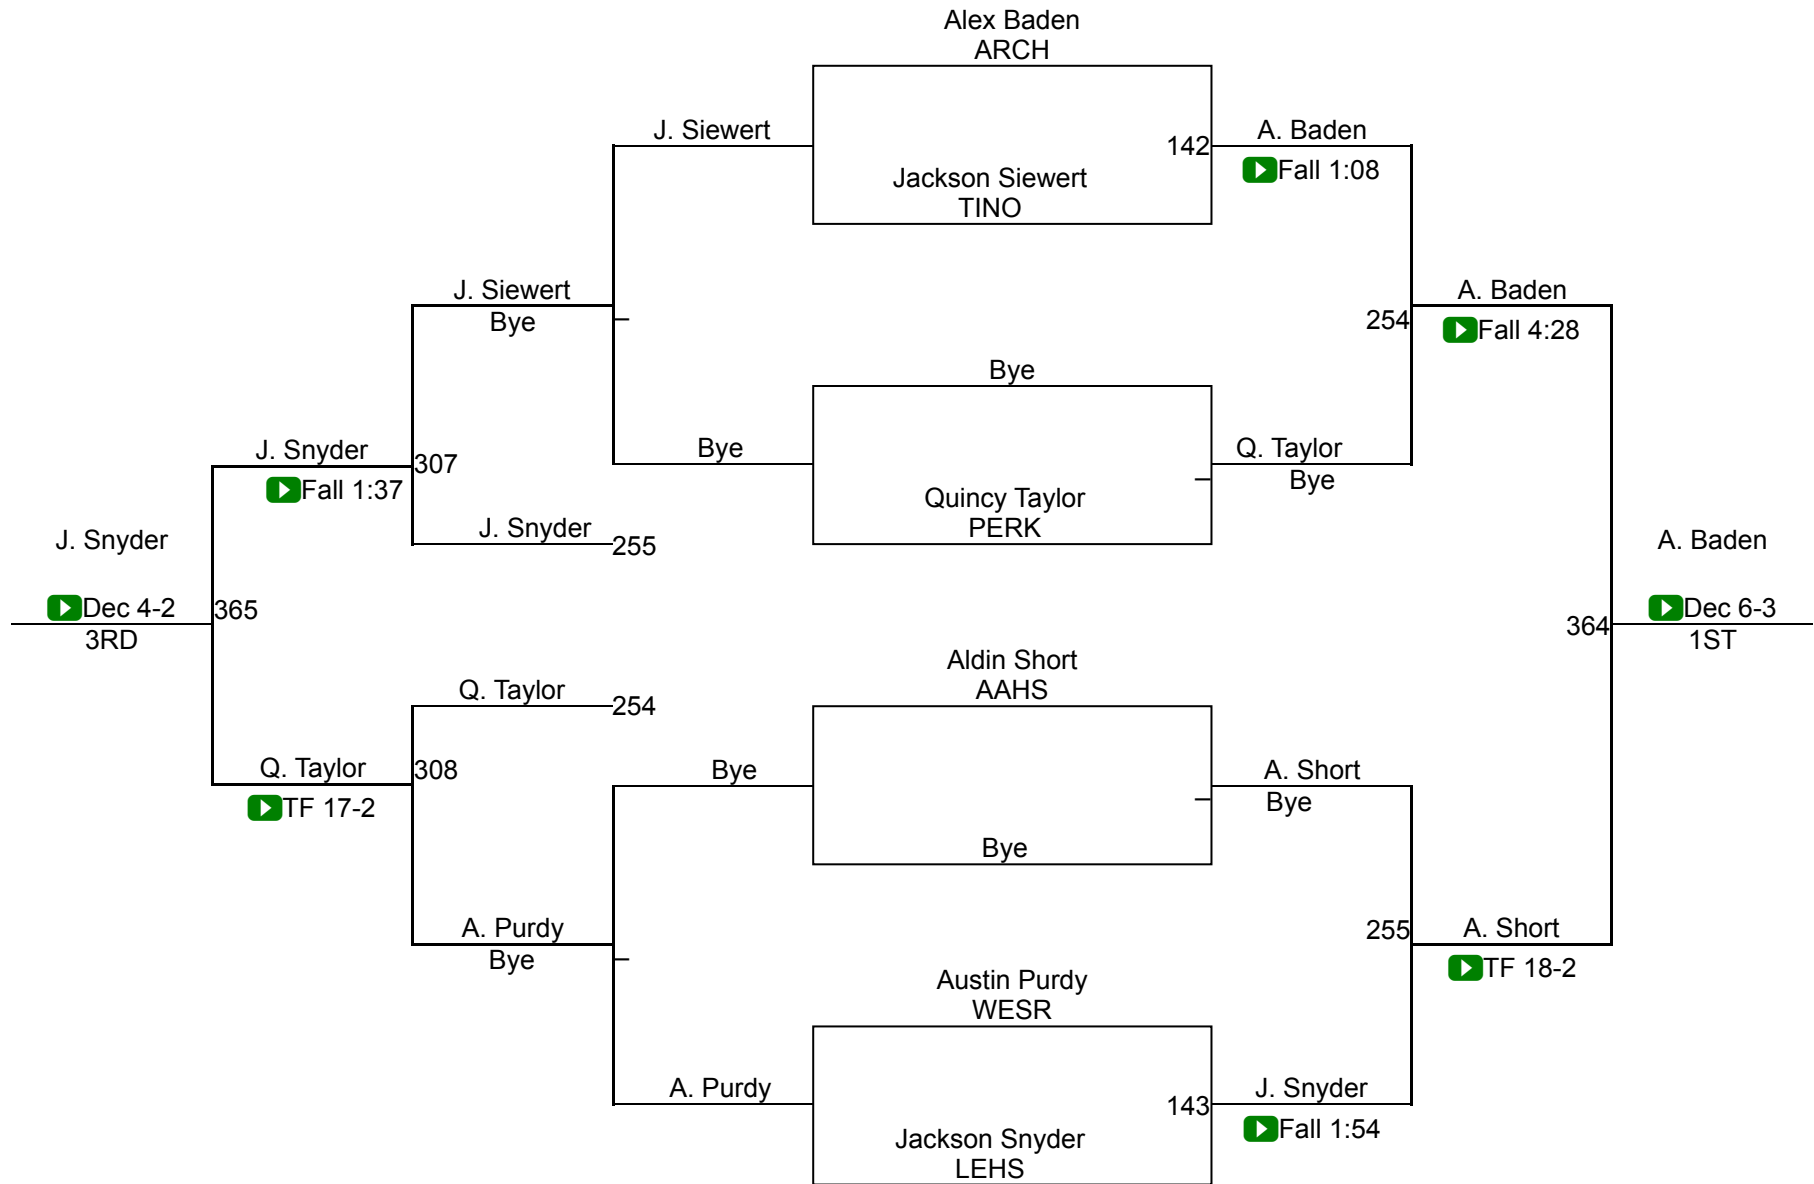 Alex Baden
ARCH
J. Siewert
142
A. Baden
Fall 1:08
Jackson Siewert
TINO
J. Siewert
Bye
254
A. Baden
Fall 4:28
Bye
J. Snyder
307
Fall 1:37
Bye
Q. Taylor
Bye
Quincy Taylor
PERK
J. Snyder
255
J. Snyder
A. Baden
Dec 4-2
365
3RD
364
Dec 6-3
1ST
Aldin Short
AAHS
Q. Taylor
254
Q. Taylor
308
TF 17-2
Bye
A. Short
Bye
Bye
A. Purdy
Bye
255
A. Short
TF 18-2
Austin Purdy
WESR
A. Purdy
143
J. Snyder
Fall 1:54
Jackson Snyder
LEHS